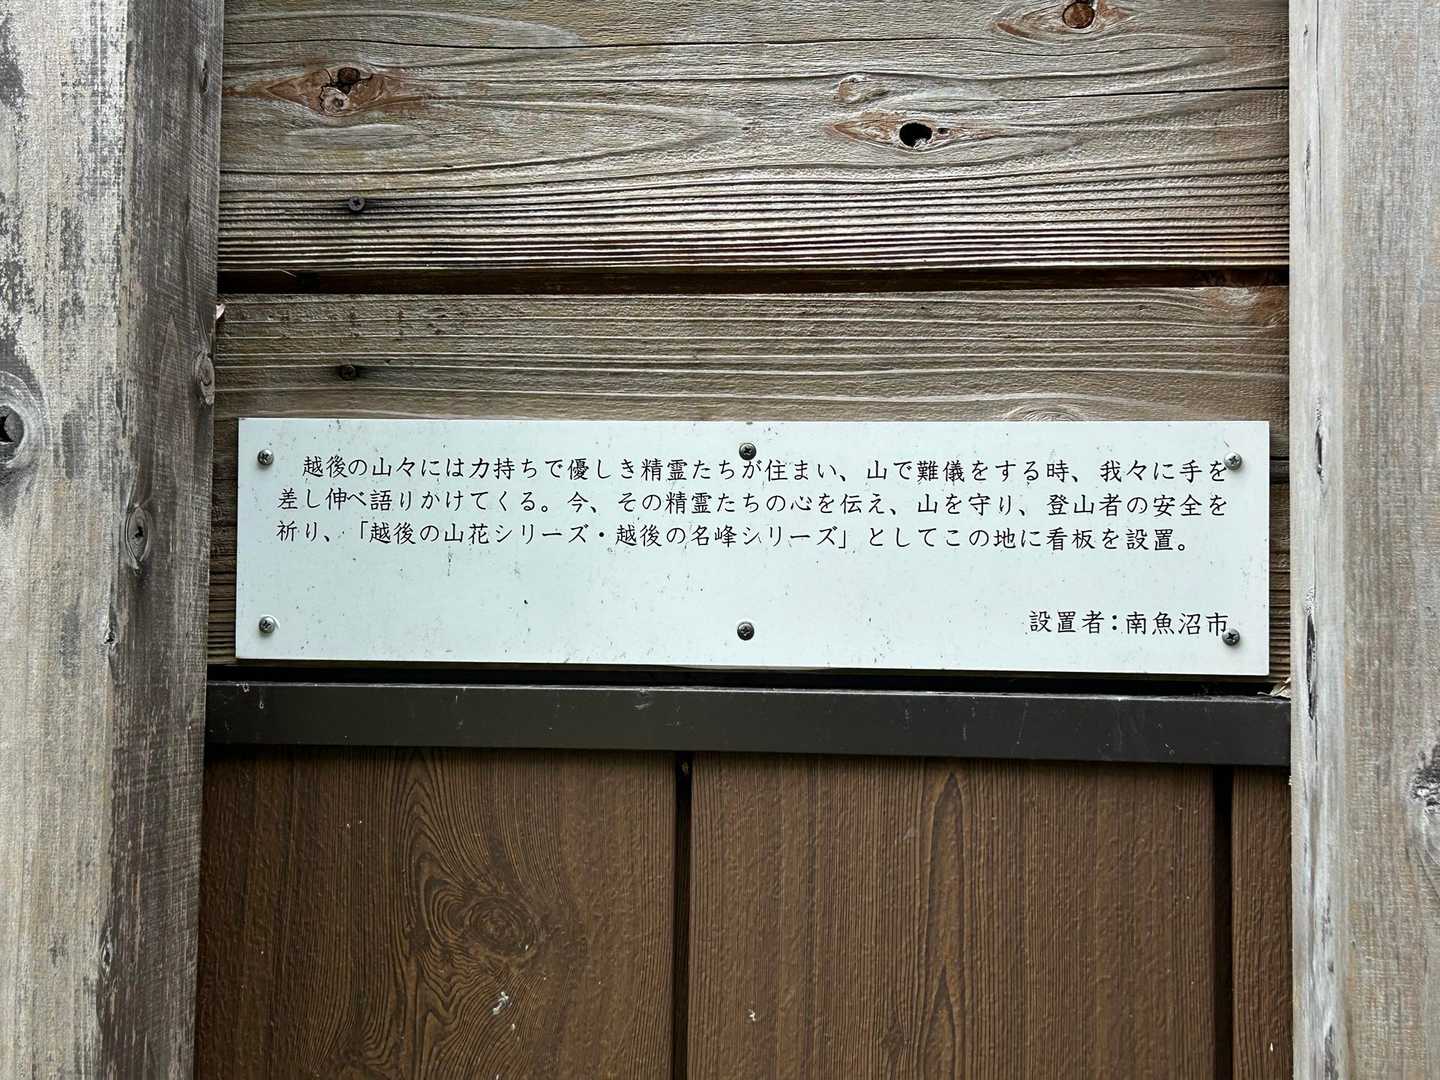 越後の山々には力持ちで優しき精霊たちが住まい、山で難儀をする時、我々に手を
差し伸べ語りかけてくる。今、その精霊たちの心を伝え、山を守り、登山者の安全を
祈り、「越後の山花シリーズ・越後の名峰シリーズ」としてこの地に看板を設置。
設置者：南魚沼市